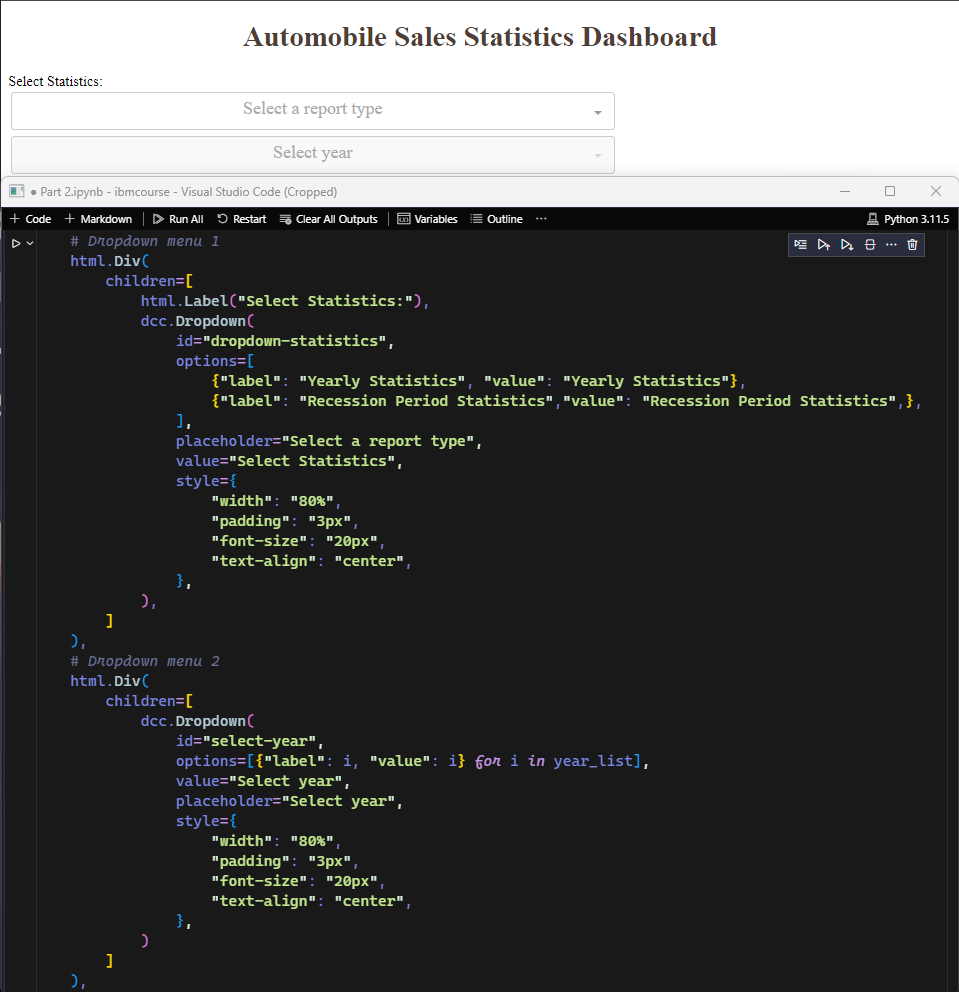 Automobile Sales Statistics Dashboard
Select Statistics:
Select a report type
Select year
● Part 2.ipynb - ibmcourse - Visual Studio Code (Cropped)
+ Code + Markdown | Run All Restart Clear All Outputs | Variables Outline ··· Python 3.11.5
# Dropdown menu 1
html.Div(
    children=[
        html.Label("Select Statistics:"),
        dcc.Dropdown(
            id="dropdown-statistics",
            options=[
                {"label": "Yearly Statistics", "value": "Yearly Statistics"},
                {"label": "Recession Period Statistics","value": "Recession Period Statistics",},
            ],
            placeholder="Select a report type",
            value="Select Statistics",
            style={
                "width": "80%",
                "padding": "3px",
                "font-size": "20px",
                "text-align": "center",
            },
        ),
    ]
),
# Dropdown menu 2
html.Div(
    children=[
        dcc.Dropdown(
            id="select-year",
            options=[{"label": i, "value": i} for i in year_list],
            value="Select year",
            placeholder="Select year",
            style={
                "width": "80%",
                "padding": "3px",
                "font-size": "20px",
                "text-align": "center",
            },
        )
    ]
),